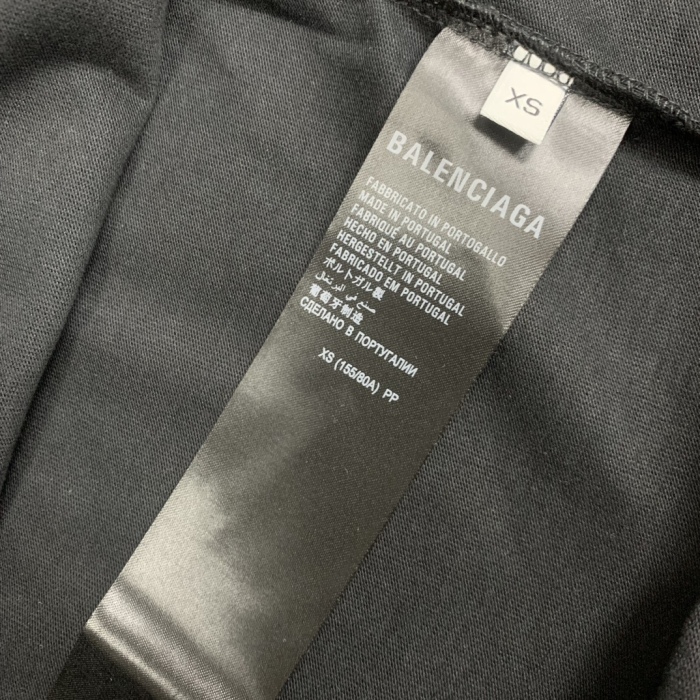 XS
BALENCIAGA
FABBRICATO IN PORTOGALLO
MADE IN PORTUGAL
FABRIQUÉ AU PORTUGAL
HECHO EN PORTUGAL
HERGESTELLT IN PORTUGAL
FABRICADO EM PORTUGAL
ポルトガル製
صنع في البرتغال
葡萄牙制造
СДЕЛАНО В ПОРТУГАЛИИ
XS (155/80A) PP